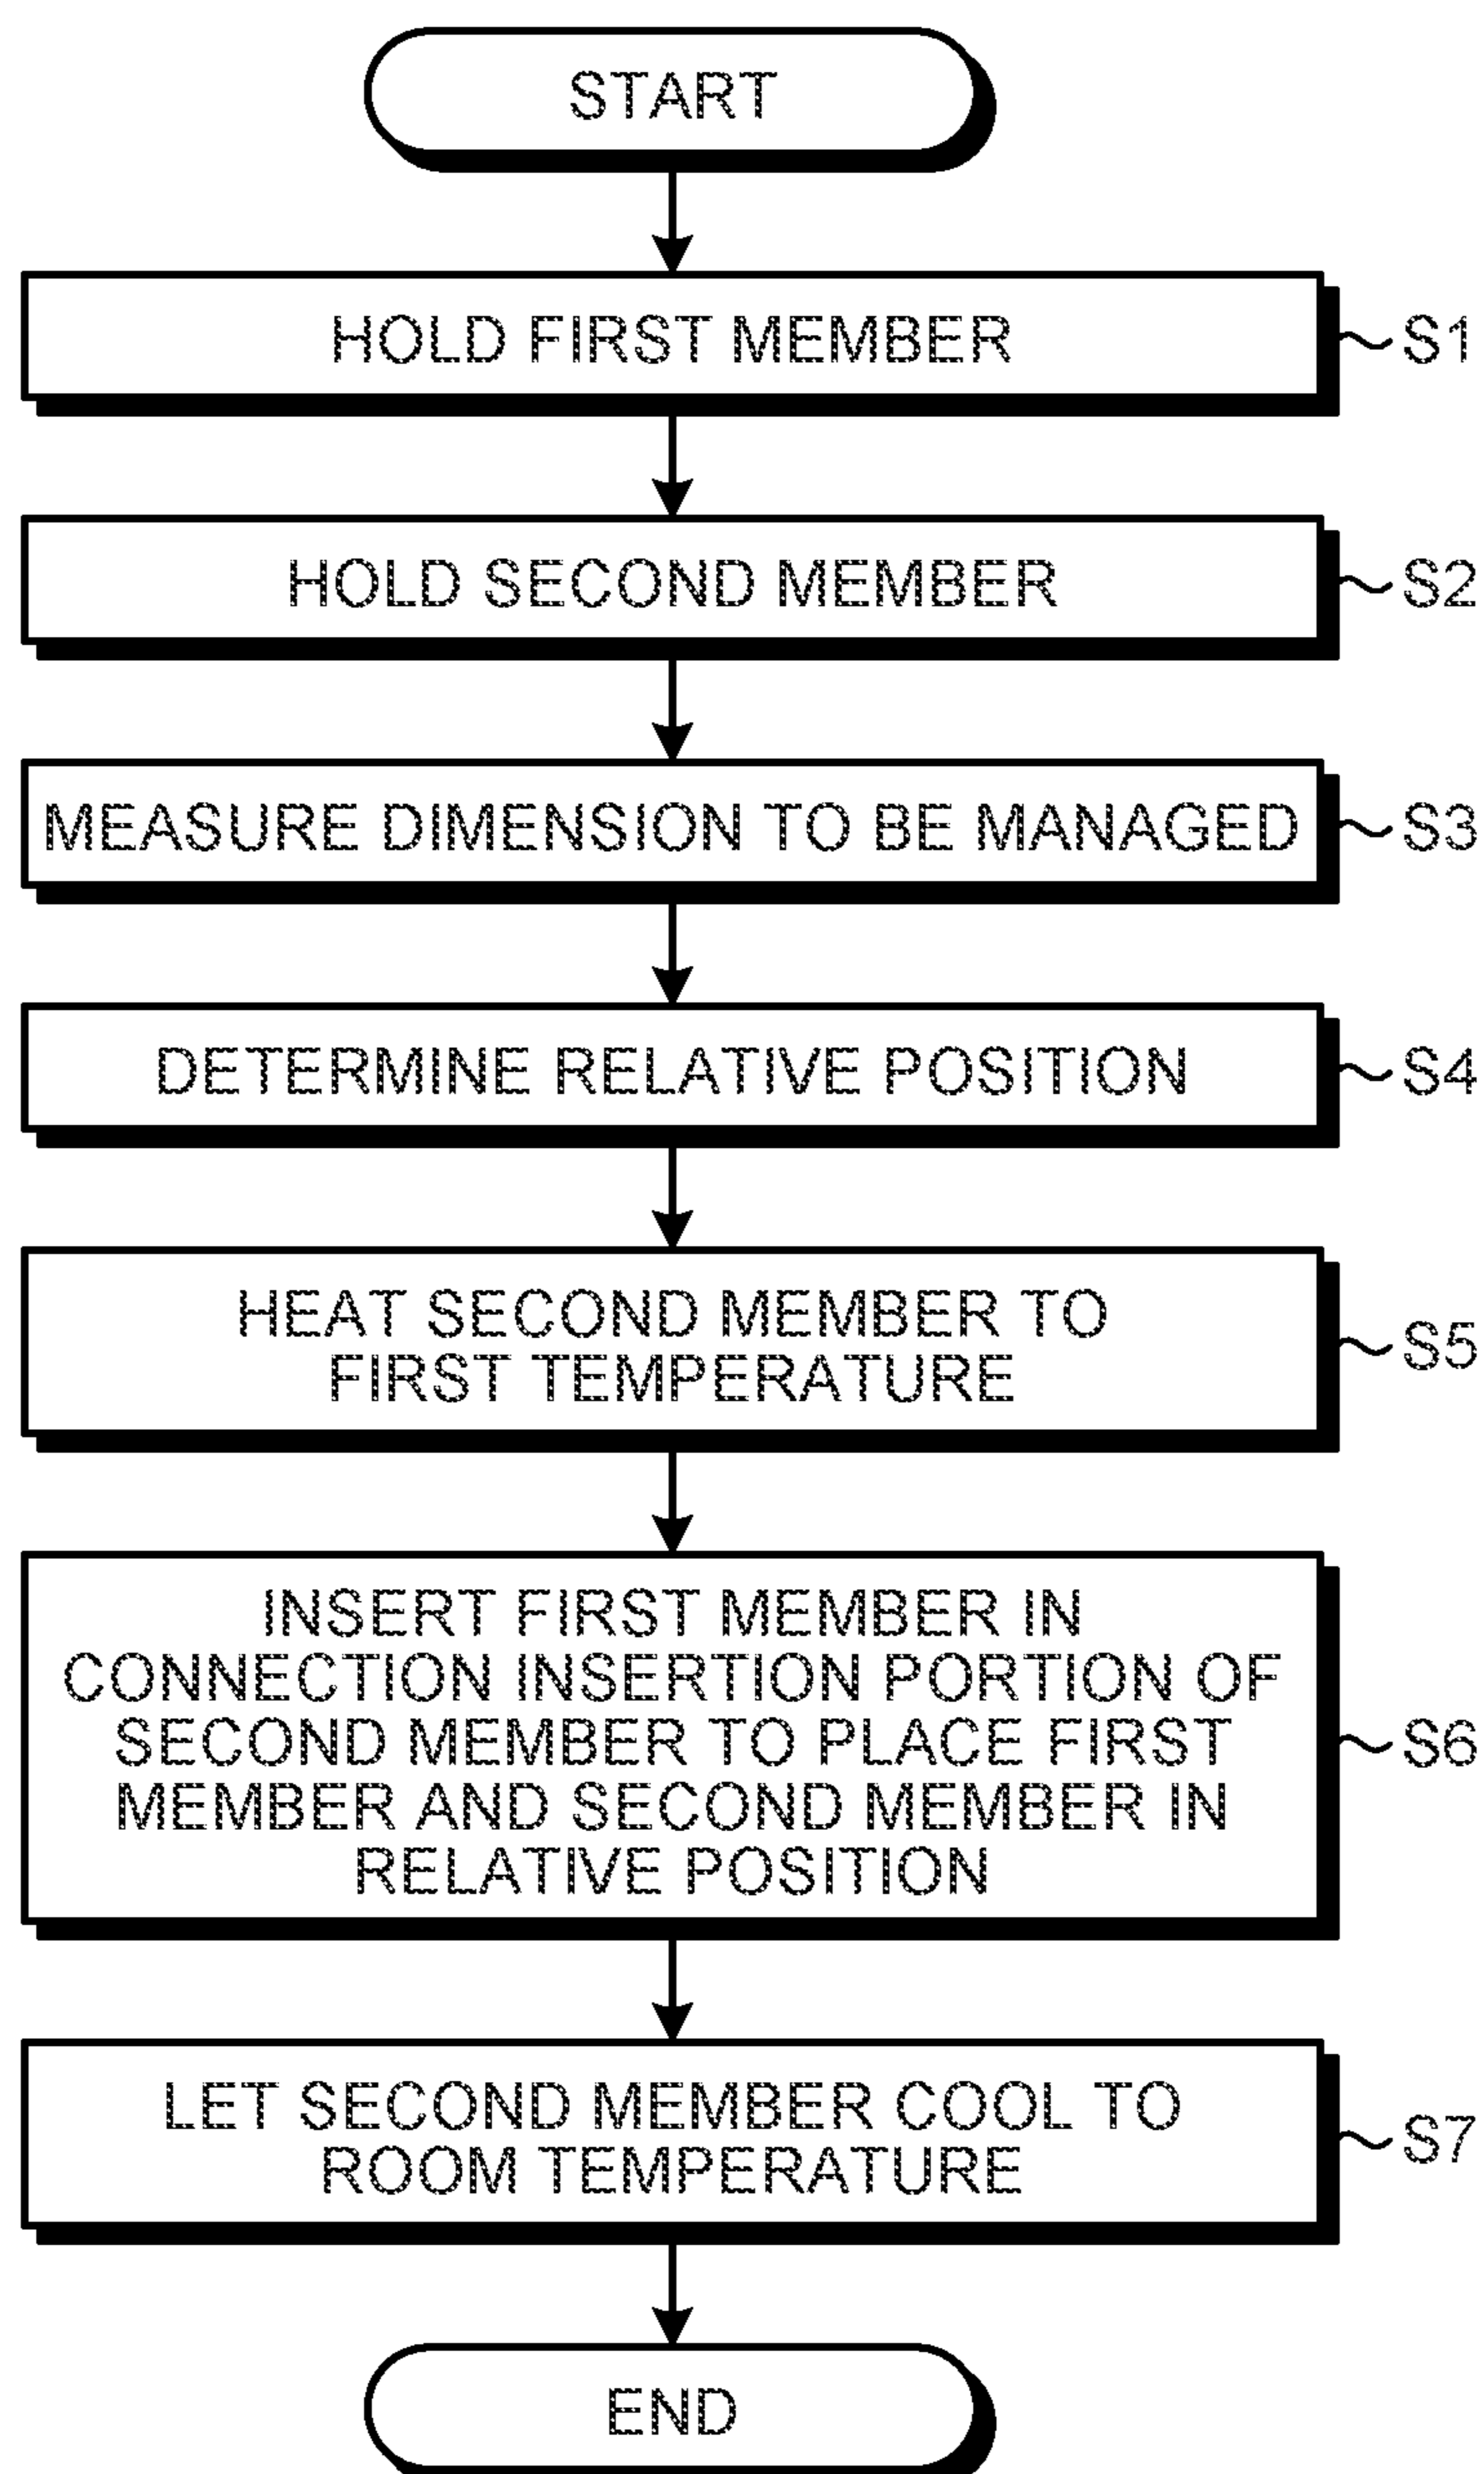 START
HOLD FIRST MEMBER
S1
HOLD SECOND MEMBER
S2
MEASURE DIMENSION TO BE MANAGED
S3
DETERMINE RELATIVE POSITION
S4
HEAT SECOND MEMBER TO
FIRST TEMPERATURE
S5
INSERT FIRST MEMBER IN
CONNECTION INSERTION PORTION OF
SECOND MEMBER TO PLACE FIRST
MEMBER AND SECOND MEMBER IN
RELATIVE POSITION
S6
LET SECOND MEMBER COOL TO
ROOM TEMPERATURE
S7
END